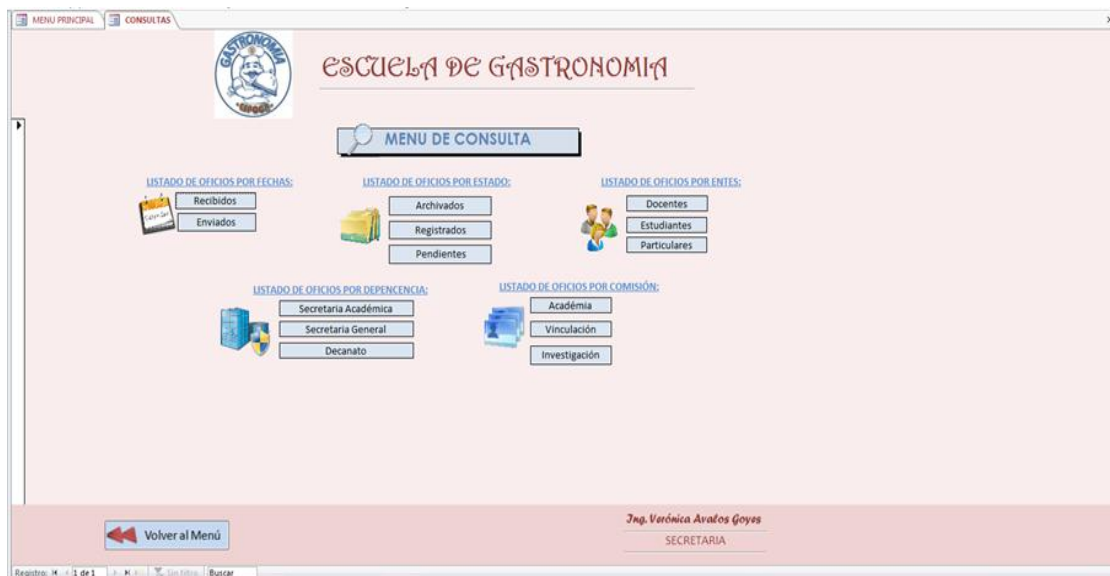 MENU PRINCIPAL
CONSULTAS
GASTRONOMIA
ESCUELA DE GASTRONOMIA
MENU DE CONSULTA
LISTADO DE OFICIOS POR FECHAS:
Recibidos
Enviados
LISTADO DE OFICIOS POR ESTADO:
Archivados
Registrados
Pendientes
LISTADO DE OFICIOS POR ENTES:
Docentes
Estudiantes
Particulares
LISTADO DE OFICIOS POR DEPENCENCIA:
Secretaria Académica
Secretaria General
Decanato
LISTADO DE OFICIOS POR COMISIÓN:
Académia
Vinculación
Investigación
Volver al Menú
Ing. Verónica Avalos Goyes
SECRETARIA
Registro: 1 de 1 Sin filtro Buscar